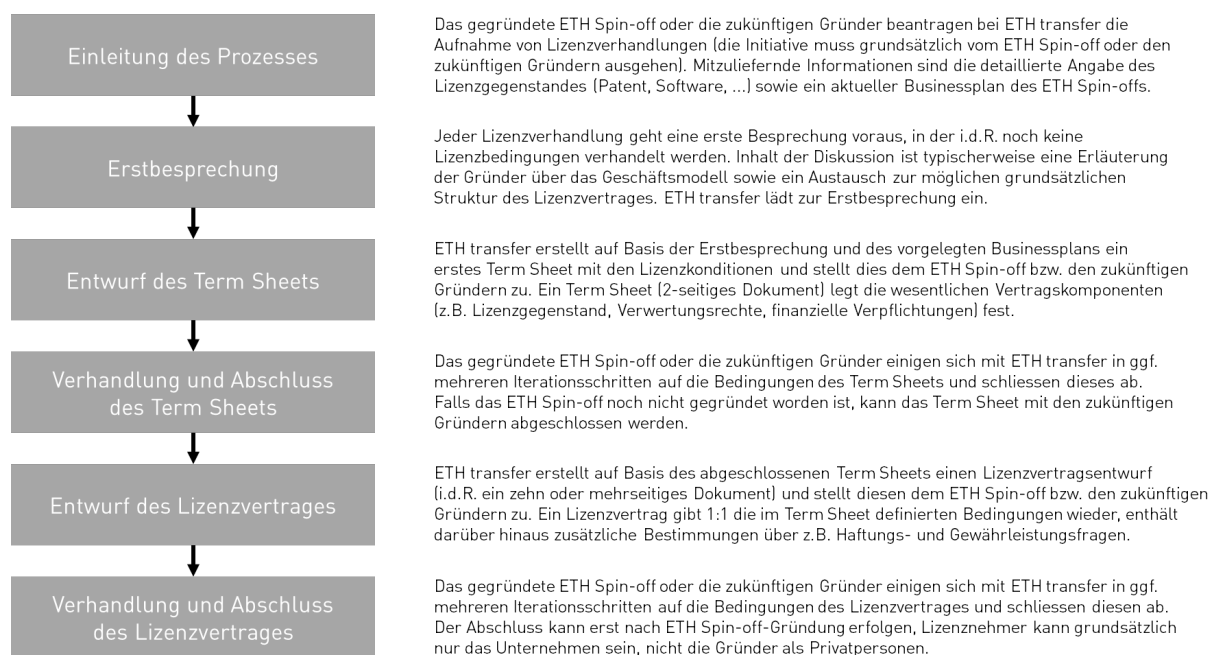 Einleitung des Prozesses
Das gegründete ETH Spin-off oder die zukünftigen Gründer beantragen bei ETH transfer die
Aufnahme von Lizenzverhandlungen (die Initiative muss grundsätzlich vom ETH Spin-off oder den
zukünftigen Gründern ausgehen). Mitzuliefernde Informationen sind die detaillierte Angabe des
Lizenzgegenstandes (Patent, Software, ...) sowie ein aktueller Businessplan des ETH Spin-offs.
Erstbesprechung
Jeder Lizenzverhandlung geht eine erste Besprechung voraus, in der i.d.R. noch keine
Lizenzbedingungen verhandelt werden. Inhalt der Diskussion ist typischerweise eine Erläuterung
der Gründer über das Geschäftsmodell sowie ein Austausch zur möglichen grundsätzlichen
Struktur des Lizenzvertrages. ETH transfer lädt zur Erstbesprechung ein.
Entwurf des Term Sheets
ETH transfer erstellt auf Basis der Erstbesprechung und des vorgelegten Businessplans ein
erstes Term Sheet mit den Lizenzkonditionen und stellt dies dem ETH Spin-off bzw. den zukünftigen
Gründern zu. Ein Term Sheet (2-seitiges Dokument) legt die wesentlichen Vertragskomponenten
(z.B. Lizenzgegenstand, Verwertungsrechte, finanzielle Verpflichtungen) fest.
Verhandlung und Abschluss
des Term Sheets
Das gegründete ETH Spin-off oder die zukünftigen Gründer einigen sich mit ETH transfer in ggf.
mehreren Iterationsschritten auf die Bedingungen des Term Sheets und schliessen dieses ab.
Falls das ETH Spin-off noch nicht gegründet worden ist, kann das Term Sheet mit den zukünftigen
Gründern abgeschlossen werden.
Entwurf des Lizenzvertrages
ETH transfer erstellt auf Basis des abgeschlossenen Term Sheets einen Lizenzvertragsentwurf
(i.d.R. ein zehn oder mehrseitiges Dokument) und stellt diesen dem ETH Spin-off bzw. den zukünftigen
Gründern zu. Ein Lizenzvertrag gibt 1:1 die im Term Sheet definierten Bedingungen wieder, enthält
darüber hinaus zusätzliche Bestimmungen über z.B. Haftungs- und Gewährleistungsfragen.
Verhandlung und Abschluss
des Lizenzvertrages
Das gegründete ETH Spin-off oder die zukünftigen Gründer einigen sich mit ETH transfer in ggf.
mehreren Iterationsschritten auf die Bedingungen des Lizenzvertrages und schliessen diesen ab.
Der Abschluss kann erst nach ETH Spin-off-Gründung erfolgen, Lizenznehmer kann grundsätzlich
nur das Unternehmen sein, nicht die Gründer als Privatpersonen.